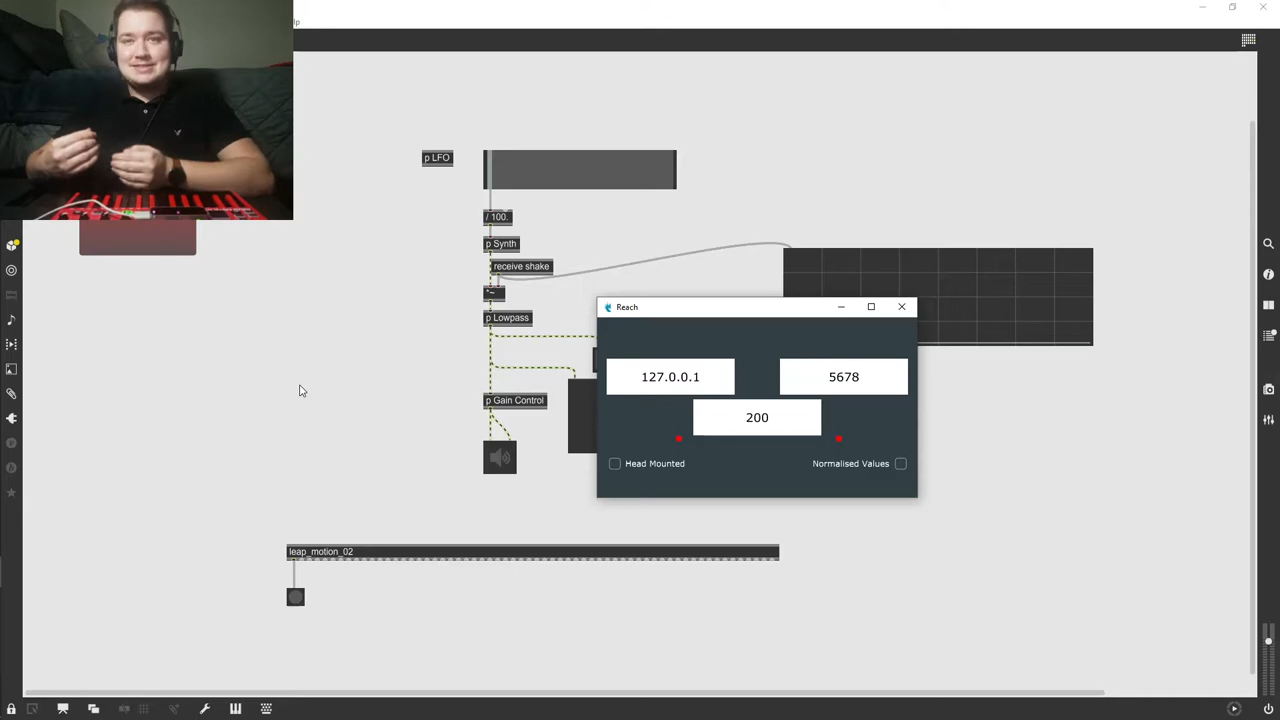 lp
p LFO
/ 100.
p Synth
receive shake
*~
p Lowpass
Reach
127.0.0.1
5678
200
p Gain Control
Head Mounted
Normalised Values
leap_motion_02